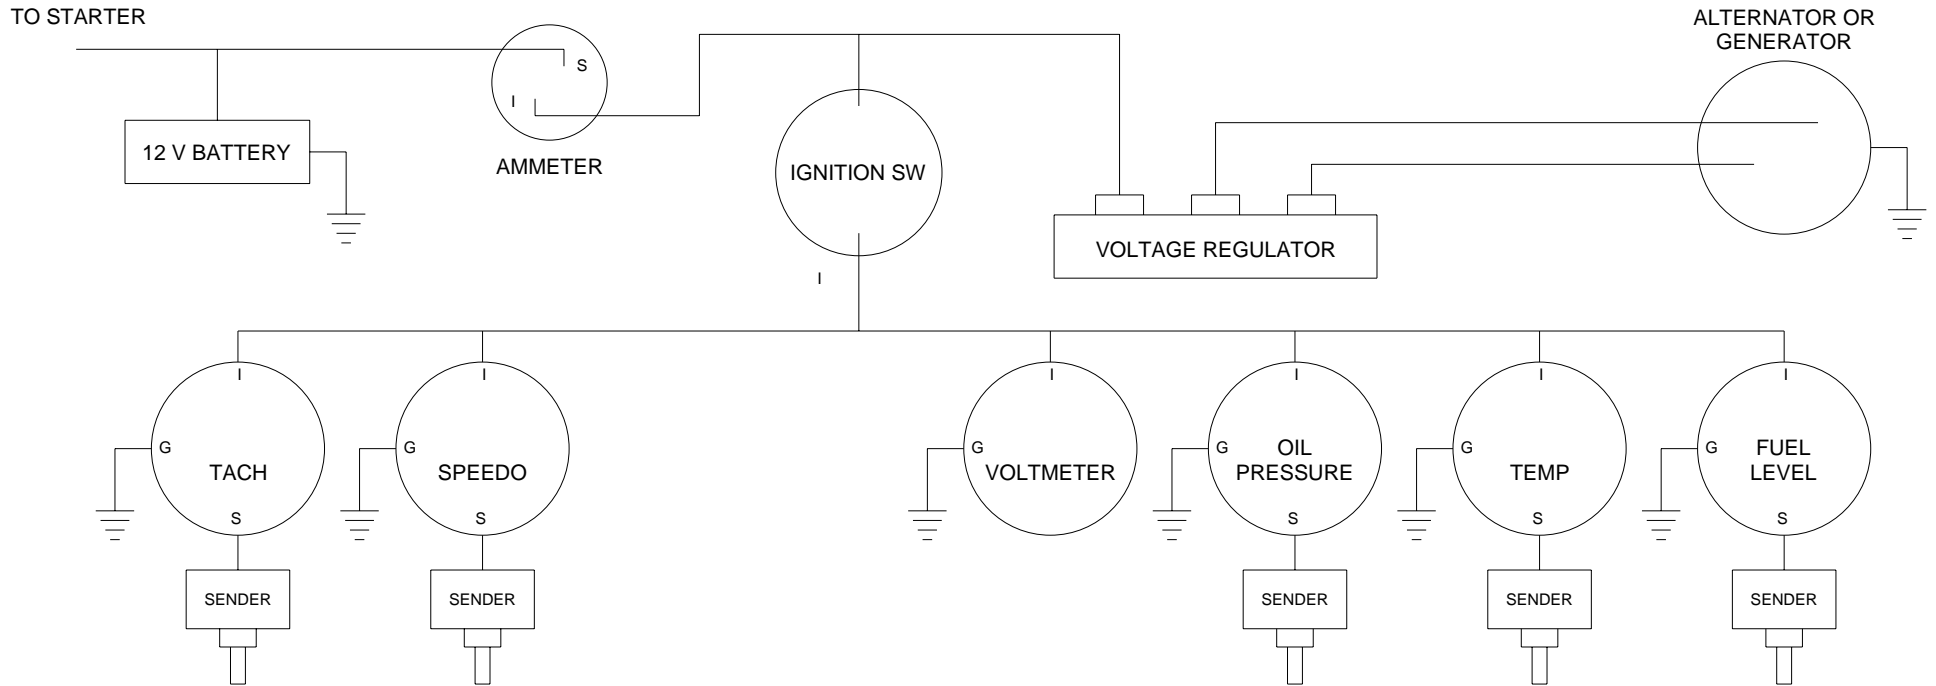 TO STARTER
ALTERNATOR OR
GENERATOR
S
I
12 V BATTERY
AMMETER
IGNITION SW
VOLTAGE REGULATOR
I
I
I
I
I
I
I
G
G
G
G
G
G
TACH
SPEEDO
VOLTMETER
OIL
PRESSURE
TEMP
FUEL
LEVEL
S
S
S
S
S
SENDER
SENDER
SENDER
SENDER
SENDER